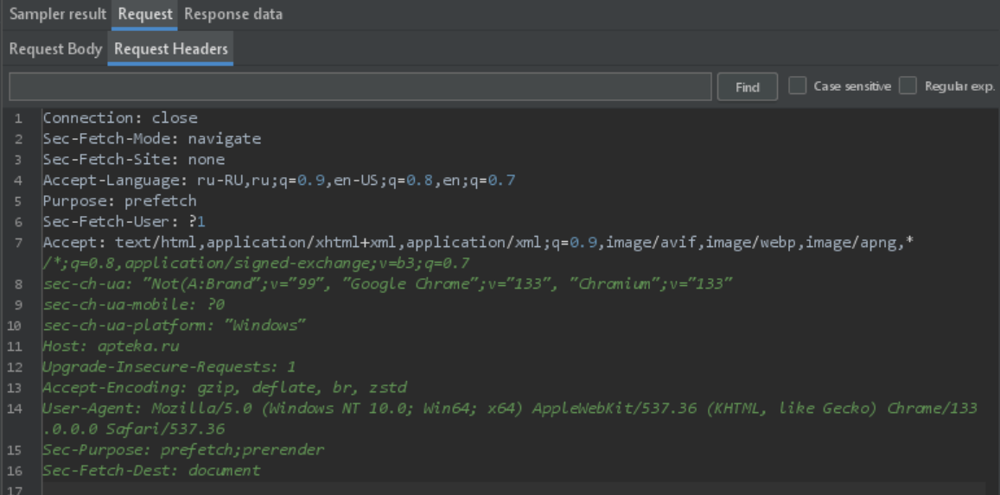 Sampler result Request Response data
Request Body Request Headers
Find Case sensitive Regular exp.
1 Connection: close
2 Sec-Fetch-Mode: navigate
3 Sec-Fetch-Site: none
4 Accept-Language: ru-RU,ru;q=0.9,en-US;q=0.8,en;q=0.7
5 Purpose: prefetch
6 Sec-Fetch-User: ?1
7 Accept: text/html,application/xhtml+xml,application/xml;q=0.9,image/avif,image/webp,image/apng,*
/*;q=0.8,application/signed-exchange;v=b3;q=0.7
8 sec-ch-ua: "Not(A:Brand";v="99", "Google Chrome";v="133", "Chromium";v="133"
9 sec-ch-ua-mobile: ?0
10 sec-ch-ua-platform: "Windows"
11 Host: apteka.ru
12 Upgrade-Insecure-Requests: 1
13 Accept-Encoding: gzip, deflate, br, zstd
14 User-Agent: Mozilla/5.0 (Windows NT 10.0; Win64; x64) AppleWebKit/537.36 (KHTML, like Gecko) Chrome/133
.0.0.0 Safari/537.36
15 Sec-Purpose: prefetch;prerender
16 Sec-Fetch-Dest: document
17